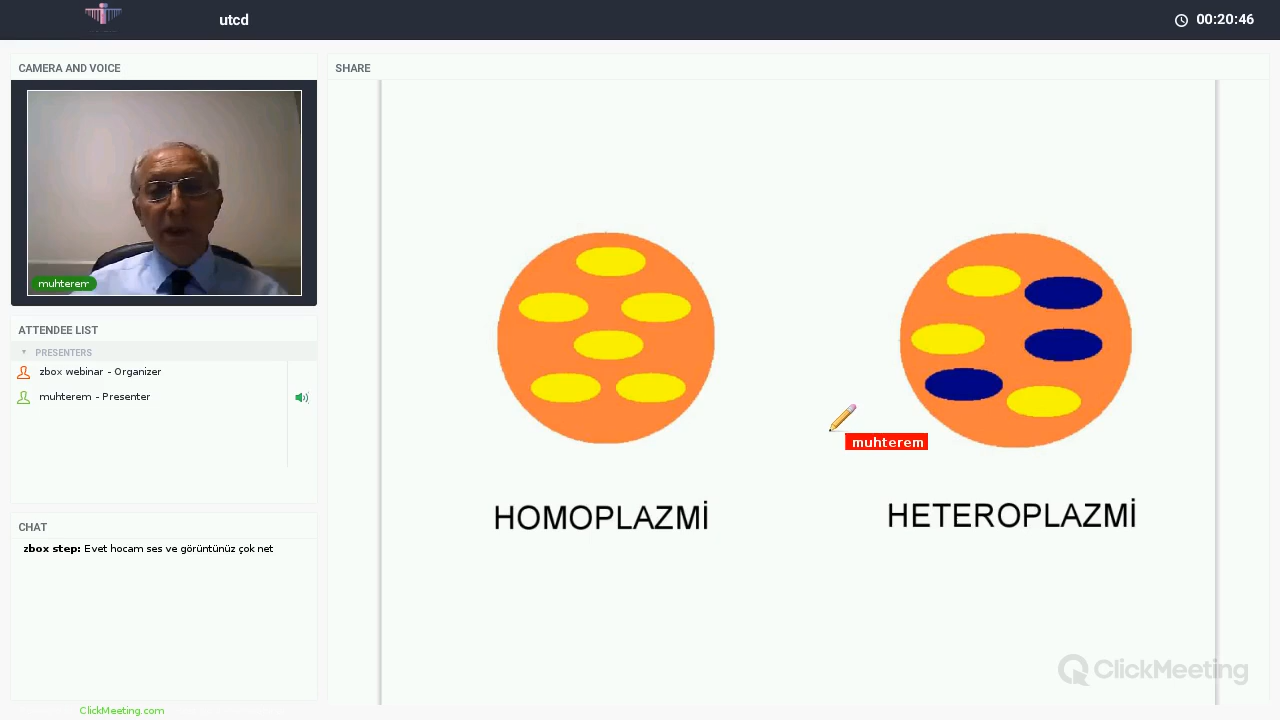 utcd
00:20:46
CAMERA AND VOICE
muhterem
ATTENDEE LIST
PRESENTERS
zbox webinar - Organizer
muhterem - Presenter
CHAT
zbox step: Evet hocam ses ve görüntünüz çok net
ClickMeeting.com
SHARE
muhterem
HOMOPLAZMİ
HETEROPLAZMİ
ClickMeeting